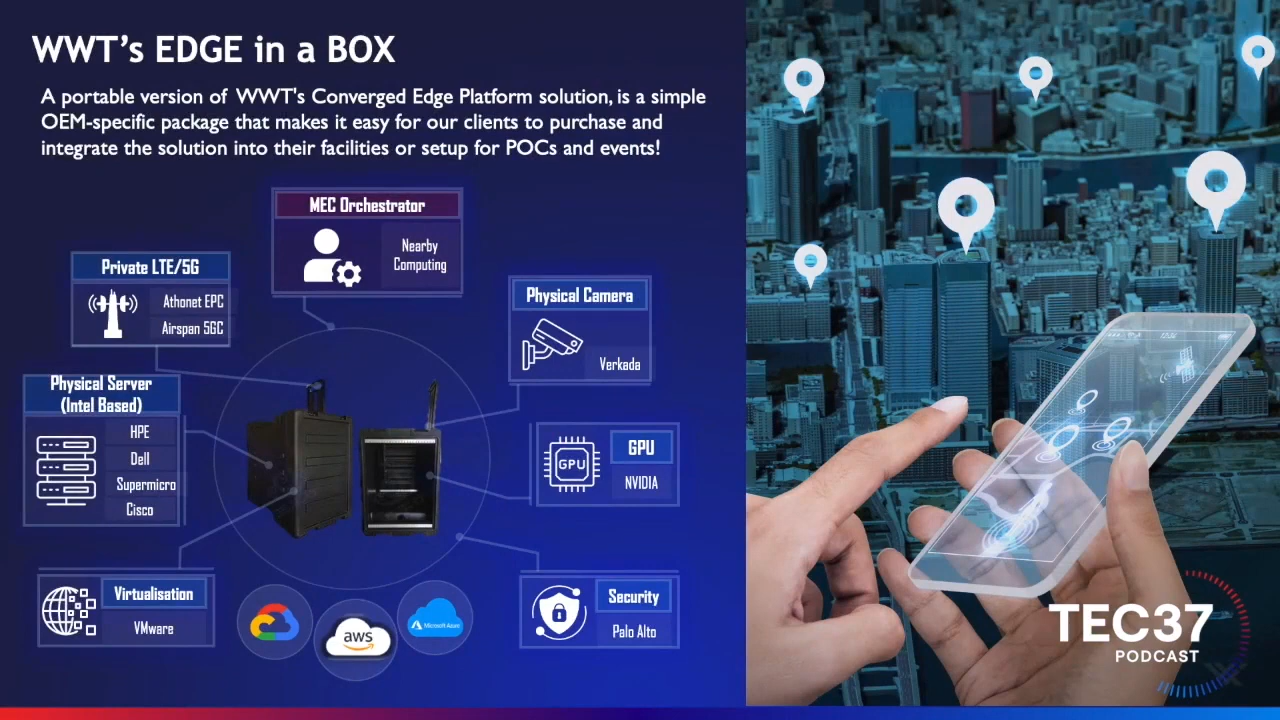 WWT's EDGE in a BOX
A portable version of WWT's Converged Edge Platform solution, is a simple
OEM-specific package that makes it easy for our clients to purchase and
integrate the solution into their facilities or setup for POCs and events!
MEC Orchestrator
Nearby
Computing
Private LTE/5G
Athonet EPC
Airspan 5GC
Physical Camera
Verkada
Physical Server
(Intel Based)
HPE
Dell
Supermicro
Cisco
GPU
GPU
NVIDIA
Virtualisation
VMware
aws
Microsoft Azure
Security
Palo Alto
TEC37
PODCAST